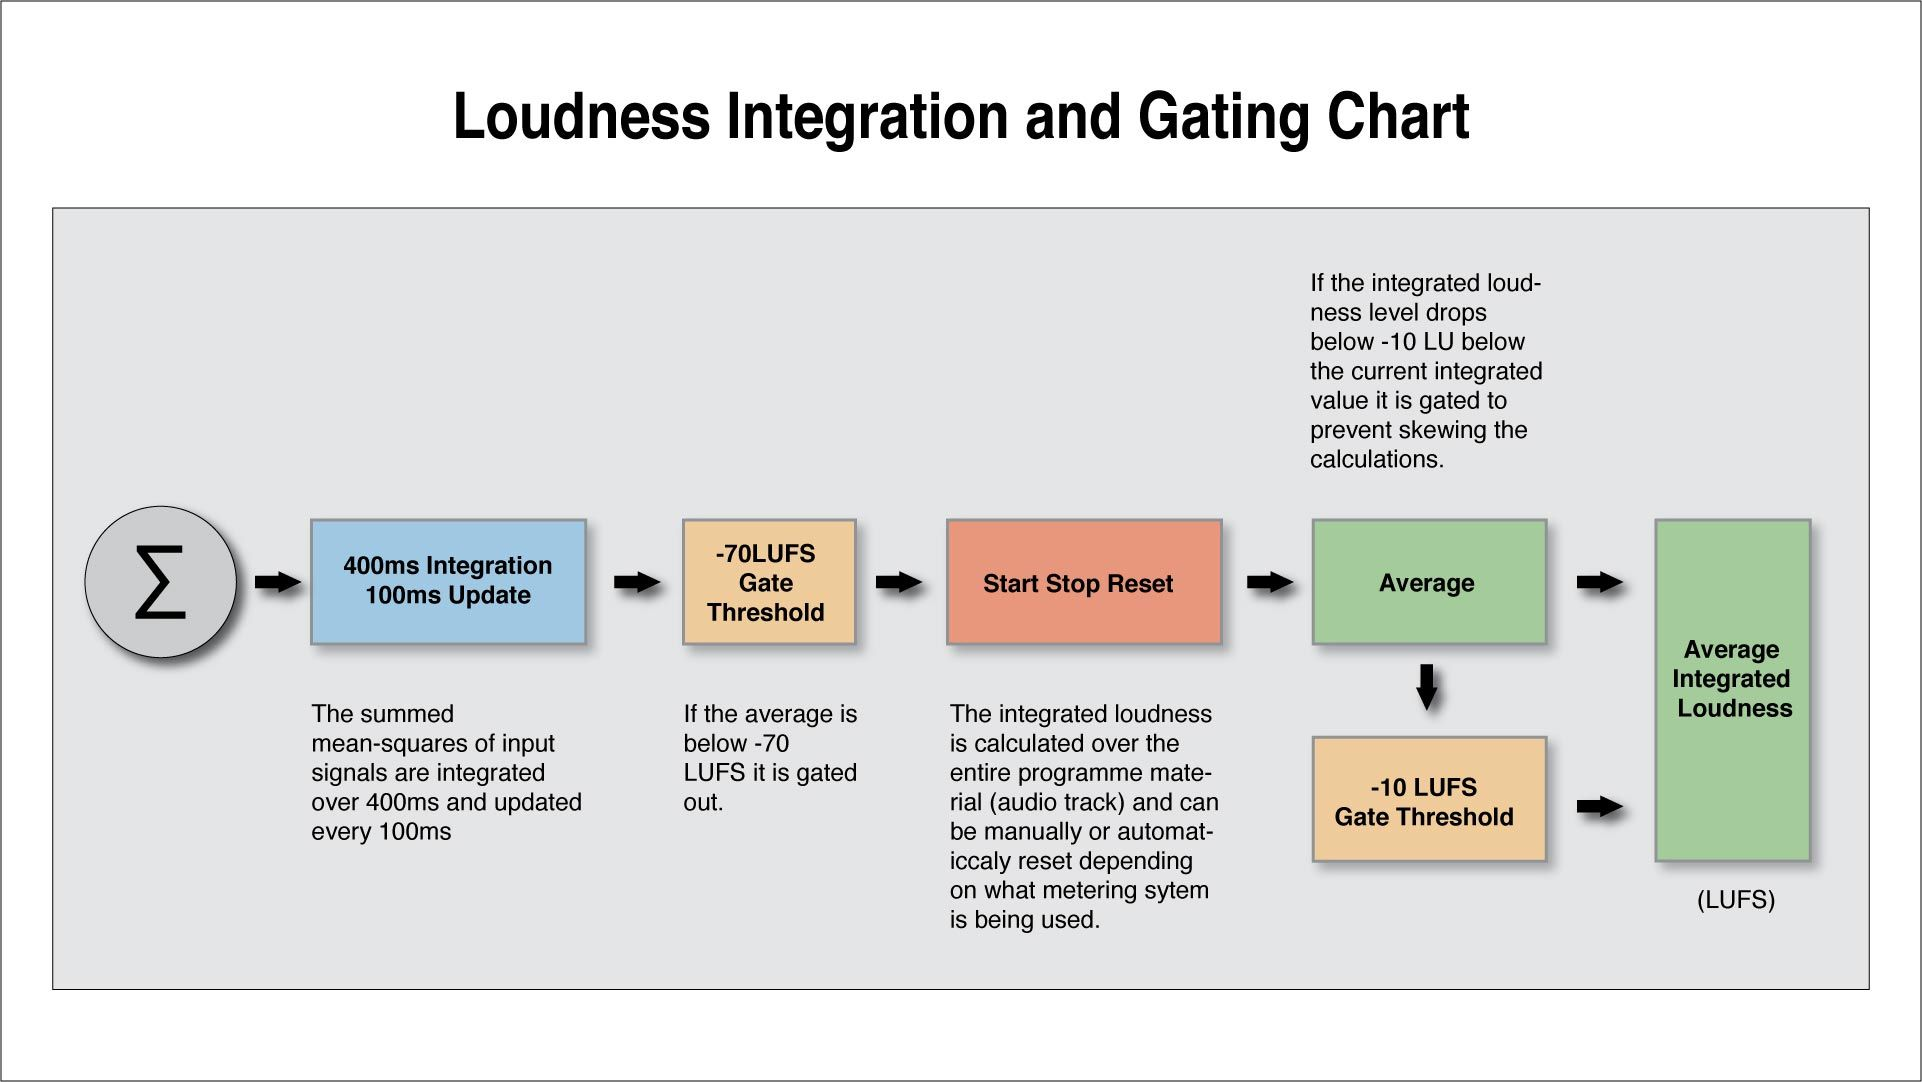 Loudness Integration and Gating Chart
If the integrated loud-
ness level drops
below -10 LU below
the current integrated
value it is gated to
prevent skewing the
calculations.
Σ
400ms Integration
100ms Update
-70LUFS
Gate
Threshold
Start Stop Reset
Average
Average
Integrated
Loudness
The summed
mean-squares of input
signals are integrated
over 400ms and updated
every 100ms
If the average is
below -70
LUFS it is gated
out.
The integrated loudness
is calculated over the
entire programme mate-
rial (audio track) and can
be manually or automat-
iccaly reset depending
on what metering sytem
is being used.
-10 LUFS
Gate Threshold
(LUFS)